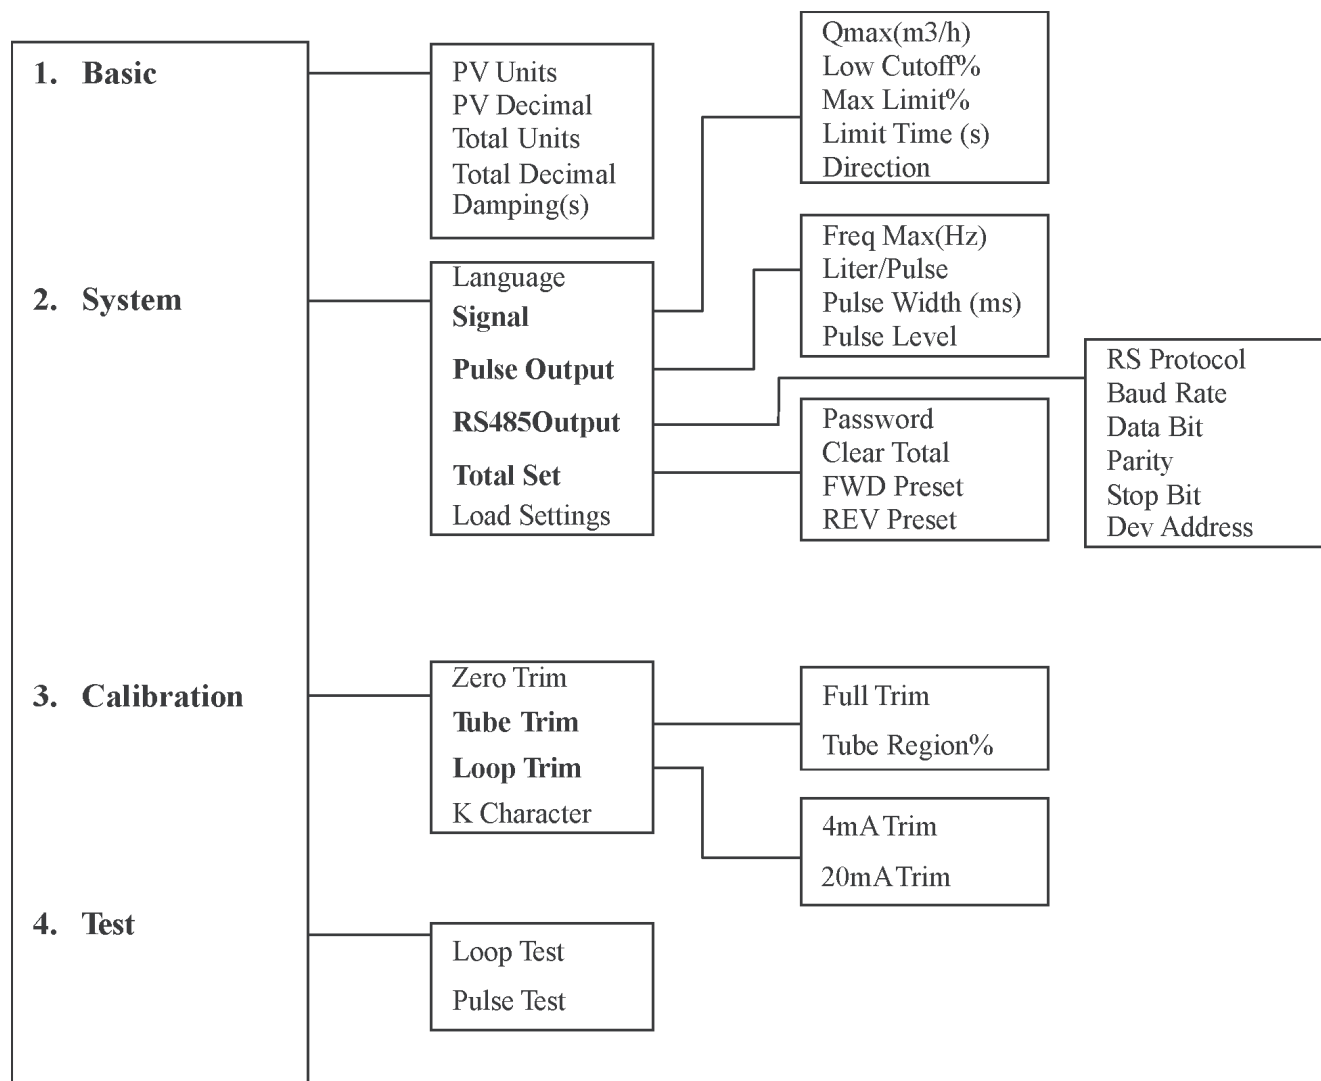 1. Basic
PV Units
PV Decimal
Total Units
Total Decimal
Damping(s)
2. System
Language
Signal
Pulse Output
RS485Output
Total Set
Load Settings
Qmax(m3/h)
Low Cutoff%
Max Limit%
Limit Time (s)
Direction
Freq Max(Hz)
Liter/Pulse
Pulse Width (ms)
Pulse Level
RS Protocol
Baud Rate
Data Bit
Parity
Stop Bit
Dev Address
Password
Clear Total
FWD Preset
REV Preset
3. Calibration
Zero Trim
Tube Trim
Loop Trim
K Character
Full Trim
Tube Region%
4mA Trim
20mA Trim
4. Test
Loop Test
Pulse Test